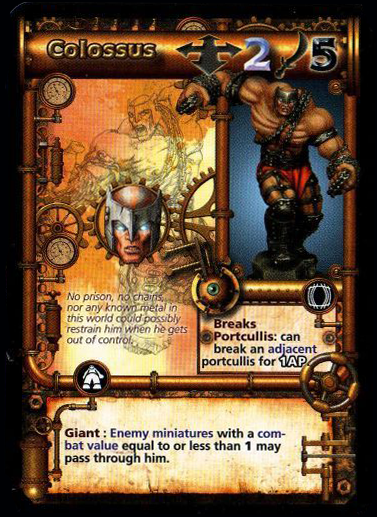 Colossus 2 5
No prison, no chains,
nor any known metal in
this world could possibly
restrain him when he gets
out of control.
Breaks
Portcullis: can
break an adjacent
portcullis for 1AP
Giant : Enemy miniatures with a com-
bat value equal to or less than 1 may
pass through him.